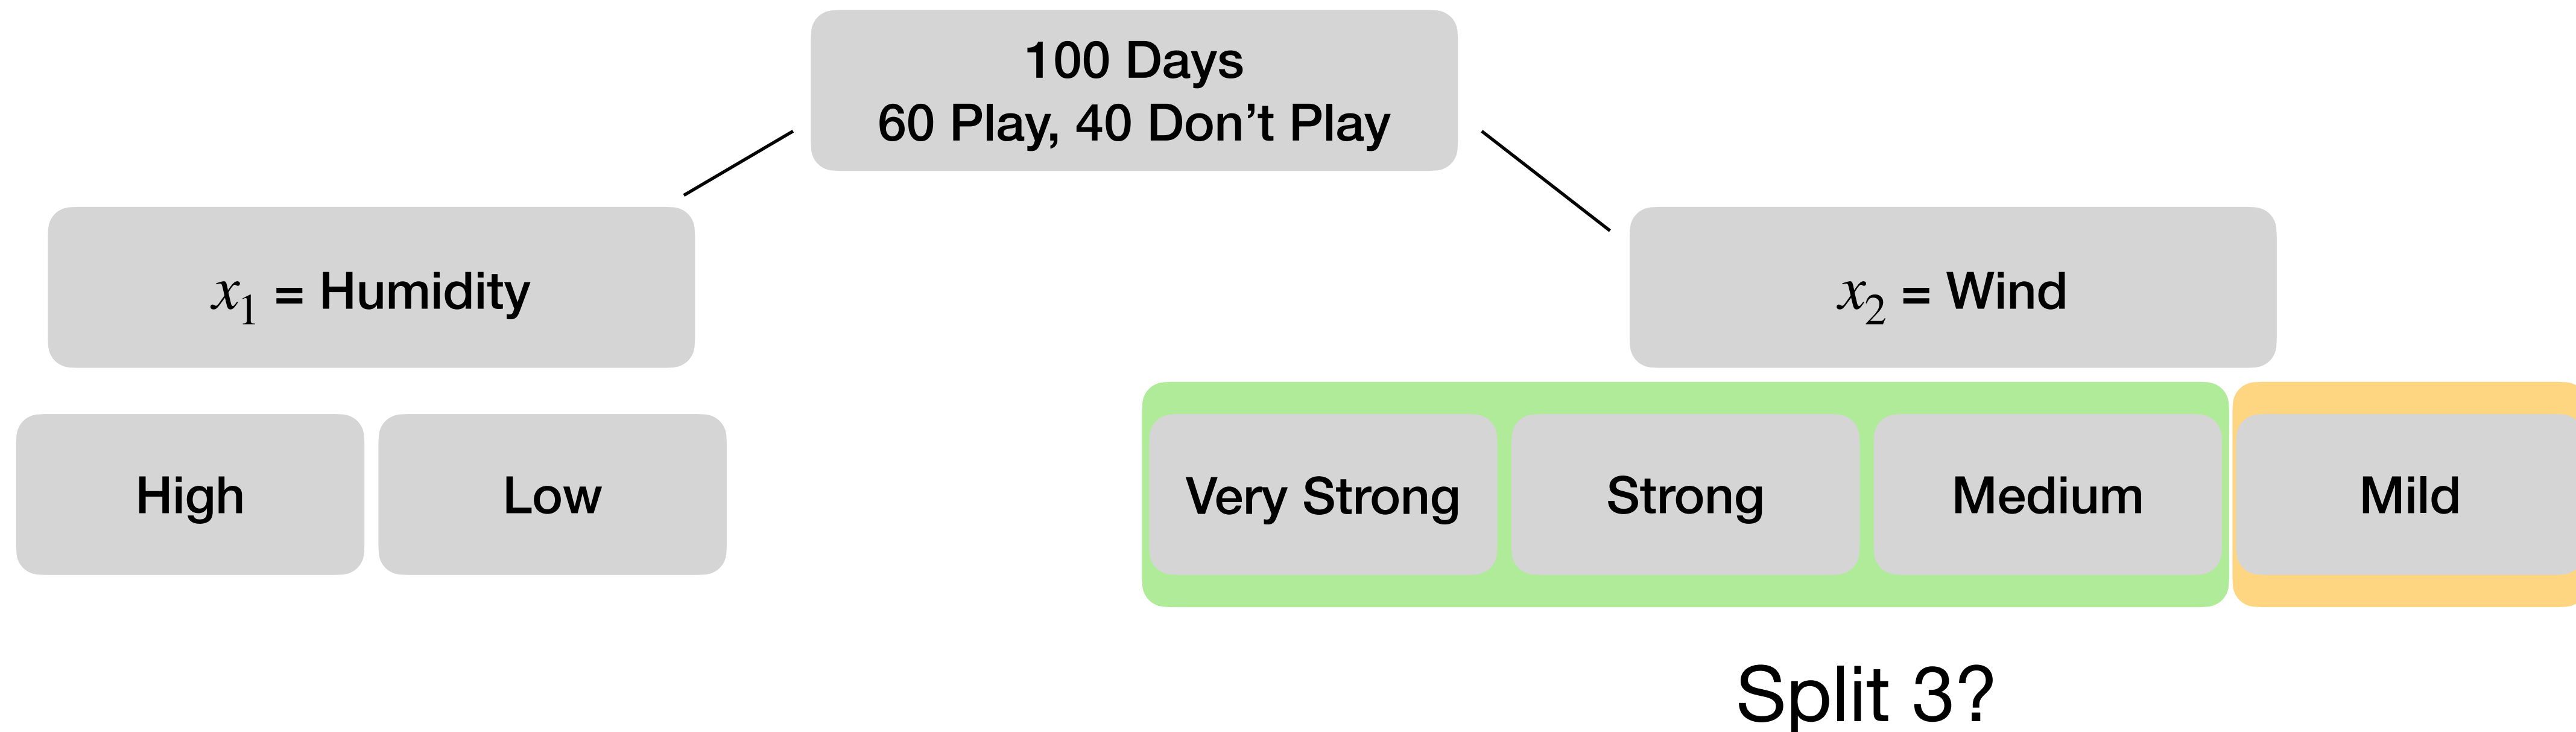 100 Days
60 Play, 40 Don’t Play
x₁ = Humidity
x₂ = Wind
High
Low
Very Strong
Strong
Medium
Mild
Split 3?